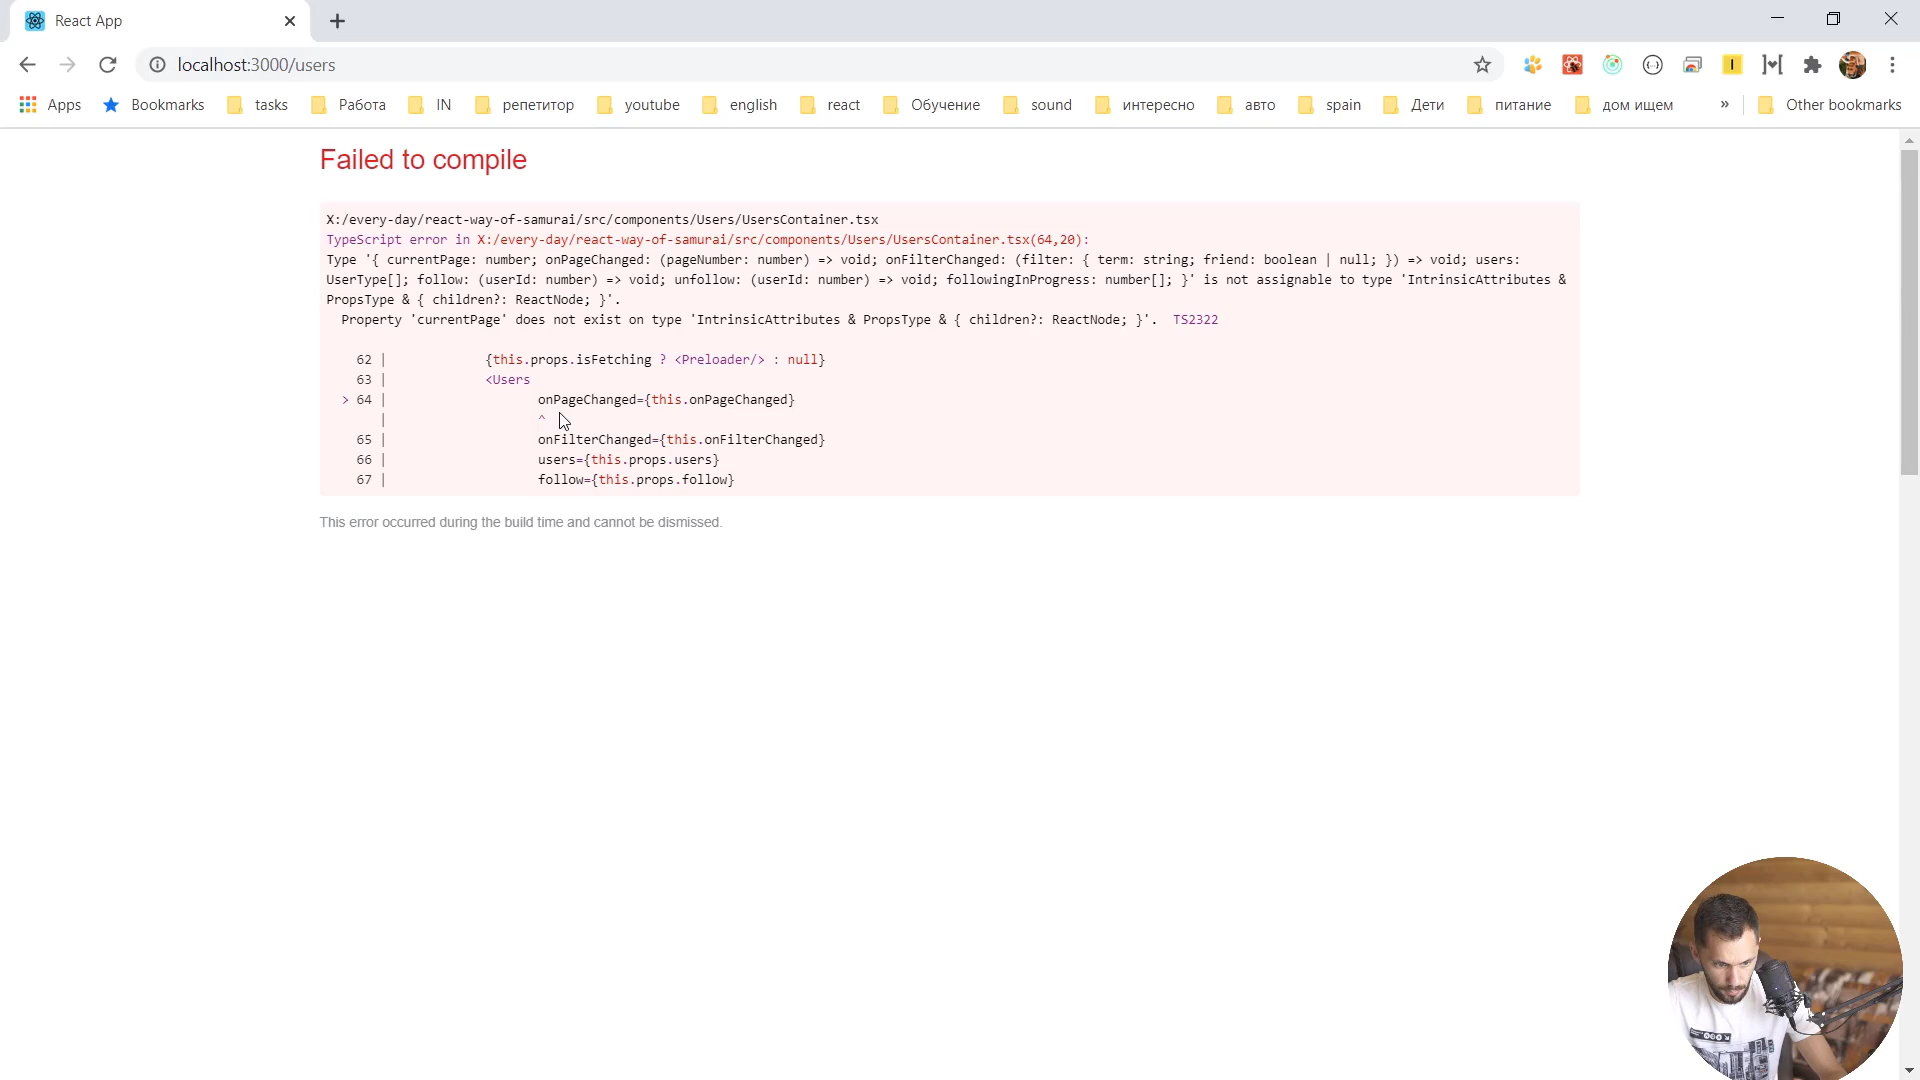 React App
localhost:3000/users
Apps
Bookmarks
tasks
Работа
IN
репетитор
youtube
english
react
Обучение
sound
интересно
авто
spain
Дети
питание
дом ищем
»
Other bookmarks
Failed to compile
X:/every-day/react-way-of-samurai/src/components/Users/UsersContainer.tsx
TypeScript error in X:/every-day/react-way-of-samurai/src/components/Users/UsersContainer.tsx(64,20):
Type '{ currentPage: number; onPageChanged: (pageNumber: number) => void; onFilterChanged: (filter: { term: string; friend: boolean | null; }) => void; users:
UserType[]; follow: (userId: number) => void; unfollow: (userId: number) => void; followingInProgress: number[]; }' is not assignable to type 'IntrinsicAttributes &
PropsType & { children?: ReactNode; }'.
Property 'currentPage' does not exist on type 'IntrinsicAttributes & PropsType & { children?: ReactNode; }'.  TS2322
62 | {this.props.isFetching ? <Preloader/> : null}
63 | <Users
> 64 | onPageChanged={this.onPageChanged}
| ^
65 | onFilterChanged={this.onFilterChanged}
66 | users={this.props.users}
67 | follow={this.props.follow}
This error occurred during the build time and cannot be dismissed.